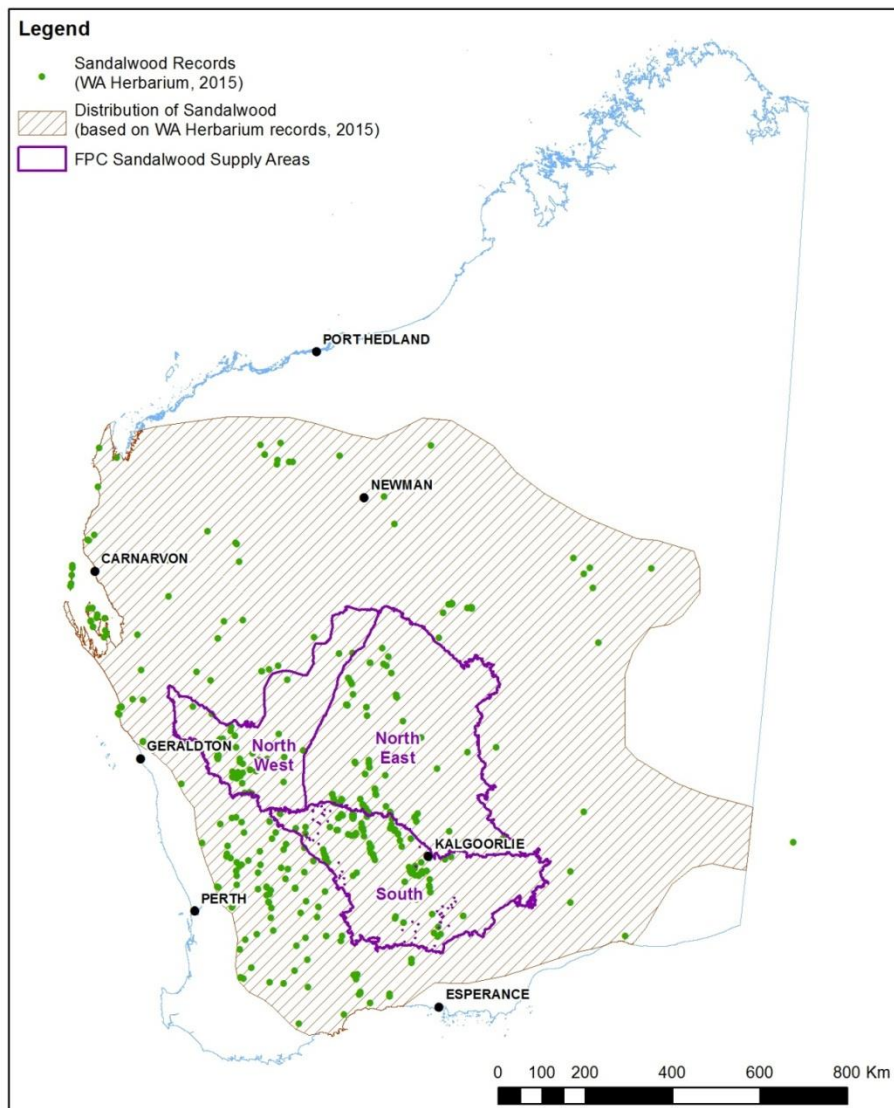 Legend
Sandalwood Records
(WA Herbarium, 2015)
Distribution of Sandalwood
(based on WA Herbarium records, 2015)
FPC Sandalwood Supply Areas
PORT HEDLAND
NEWMAN
CARNARVON
North
West
North
East
GERALDTON
KALGOORLIE
South
PERTH
ESPERANCE
0 100 200 400 600 800 Km